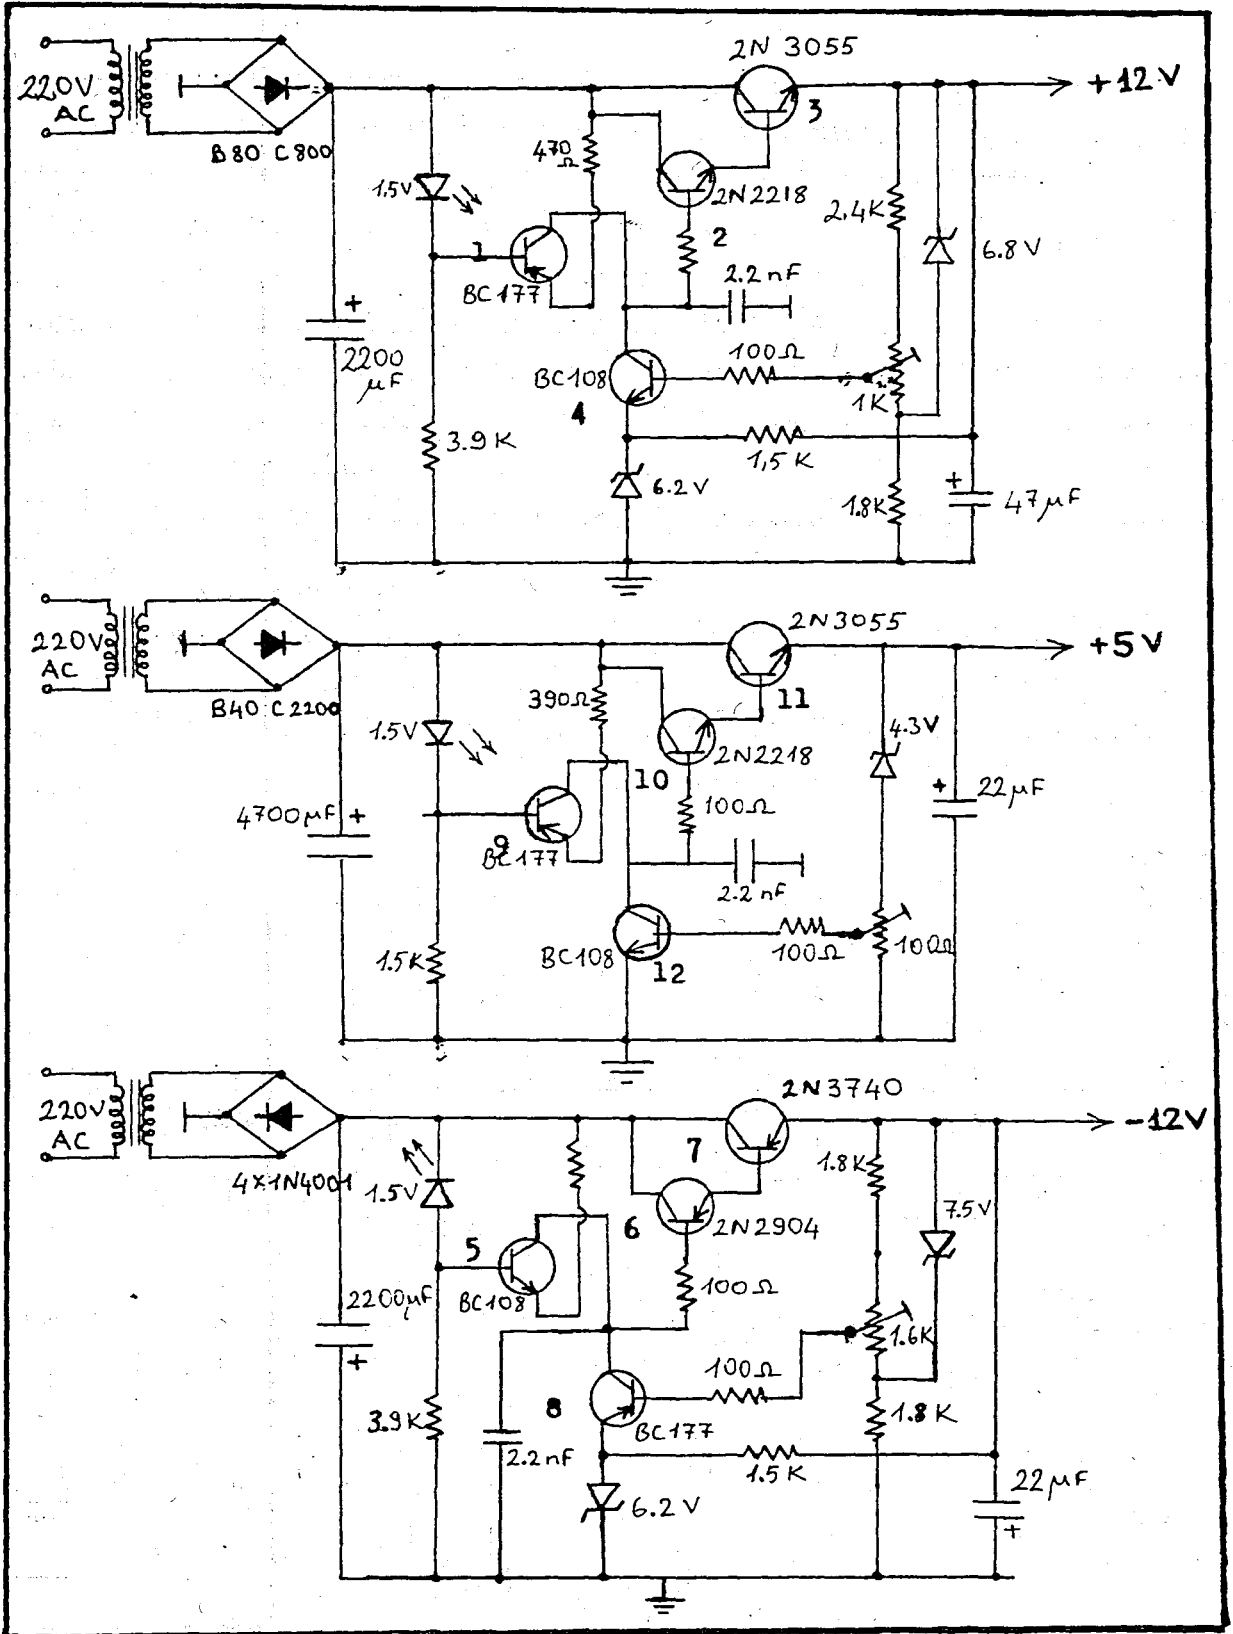 2N 3055
+12V
220V
AC
B80 C800
3
470
Ω
1.5V
2N2218
2
2.4K
6.8V
1
BC177
2.2nF
+
2200
μF
100Ω
BC108
4
1K
3.9K
1,5K
6.2V
1.8K
+
47μF
220V
AC
B40 C2200
2N3055
+5V
11
390Ω
1.5V
10
2N2218
4.3V
4700μF
+
100Ω
+
22μF
9
BC177
2.2nF
BC108
12
100Ω
100Ω
1.5K
220V
AC
4x1N4001
2N3740
-12V
7
1.8K
1.5V
6
2N2904
7.5V
5
BC108
100Ω
2200μF
+
1.6K
100Ω
8
BC177
3.9K
1.8K
2.2nF
1.5K
6.2V
22μF
+